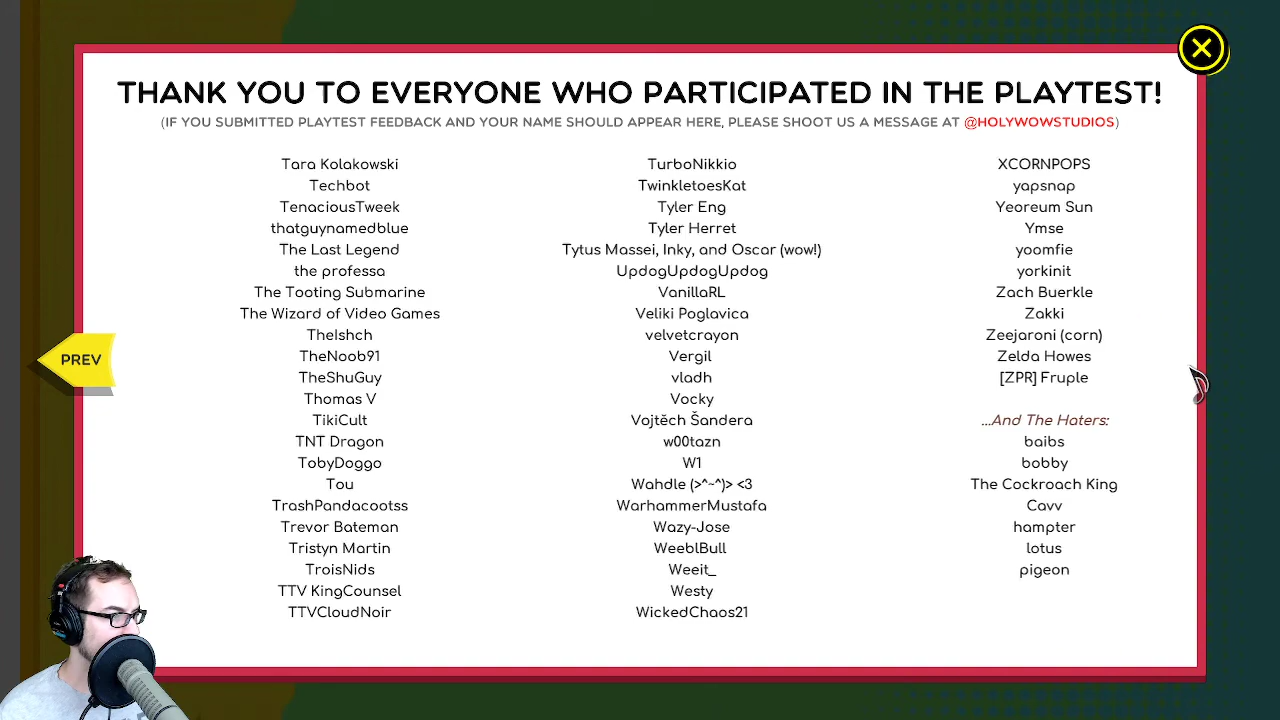 THANK YOU TO EVERYONE WHO PARTICIPATED IN THE PLAYTEST!
(IF YOU SUBMITTED PLAYTEST FEEDBACK AND YOUR NAME SHOULD APPEAR HERE, PLEASE SHOOT US A MESSAGE AT @HOLYWOWSTUDIOS)
Tara Kolakowski
Techbot
TenaciousTweek
thatguynamedblue
The Last Legend
the professa
The Tooting Submarine
The Wizard of Video Games
TheIshch
TheNoob91
TheShuGuy
Thomas V
TikiCult
TNT Dragon
TobyDoggo
Tou
TrashPandacootss
Trevor Bateman
Tristyn Martin
TroisNids
TTV KingCounsel
TTVCloudNoir
TurboNikkio
TwinkletoesKat
Tyler Eng
Tyler Herret
Tytus Massei, Inky, and Oscar (wow!)
UpdogUpdogUpdog
VanillaRL
Veliki Poglavica
velvetcrayon
Vergil
vladh
Vocky
Vojtěch Šandera
w00tazn
W1
Wahdle (>^~^)> <3
WarhammerMustafa
Wazy-Jose
WeeblBull
Weeit_
Westy
WickedChaos21
XCORNPOPS
yapsnap
Yeoreum Sun
Ymse
yoomfie
yorkinit
Zach Buerkle
Zakki
Zeejaroni (corn)
Zelda Howes
[ZPR] Fruple
...And The Haters:
baibs
bobby
The Cockroach King
Cavv
hampter
lotus
pigeon
PREV